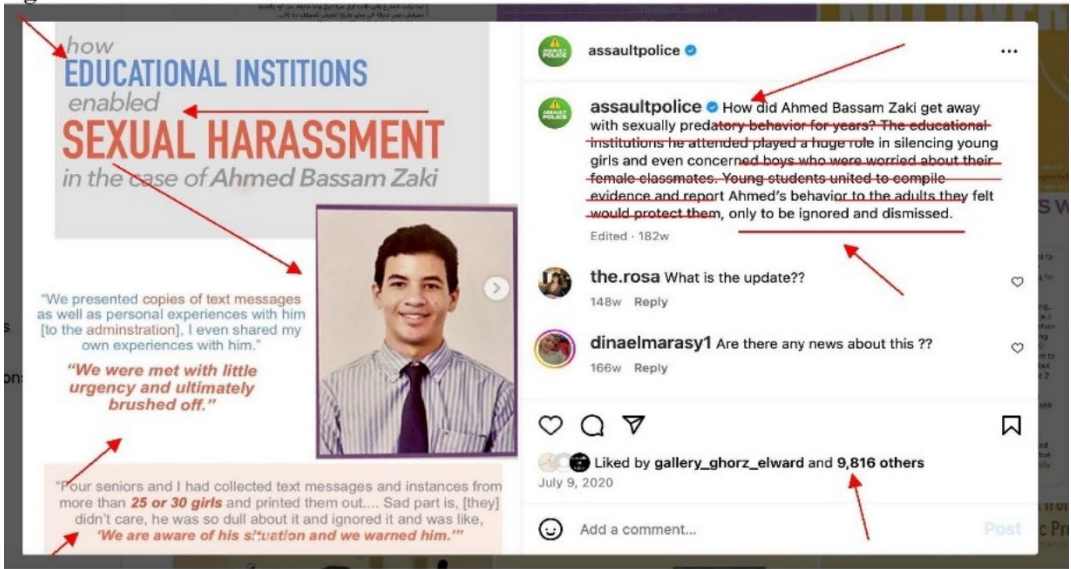 how
EDUCATIONAL INSTITIONS
enabled
SEXUAL HARASSMENT
in the case of Ahmed Bassam Zaki
"We presented copies of text messages
as well as personal experiences with him
[to the adminstration], I even shared my
own experiences with him."
"We were met with little
urgency and ultimately
brushed off."
"Four seniors and I had collected text messages and instances from
more than 25 or 30 girls and printed them out.... Sad part is, [they]
didn't care, he was so dull about it and ignored it and was like,
'We are aware of his situation and we warned him.'"
assaultpolice
assaultpolice How did Ahmed Bassam Zaki get away
with sexually predatory behavior for years? The educational
institutions he attended played a huge role in silencing young
girls and even concerned boys who were worried about their
female classmates. Young students united to compile
evidence and report Ahmed's behavior to the adults they felt
would protect them, only to be ignored and dismissed.
Edited · 182w
the.rosa What is the update??
148w Reply
dinaelmarasy1 Are there any news about this ??
166w Reply
Liked by gallery_ghorz_elward and 9,816 others
July 9, 2020
Add a comment...
Post